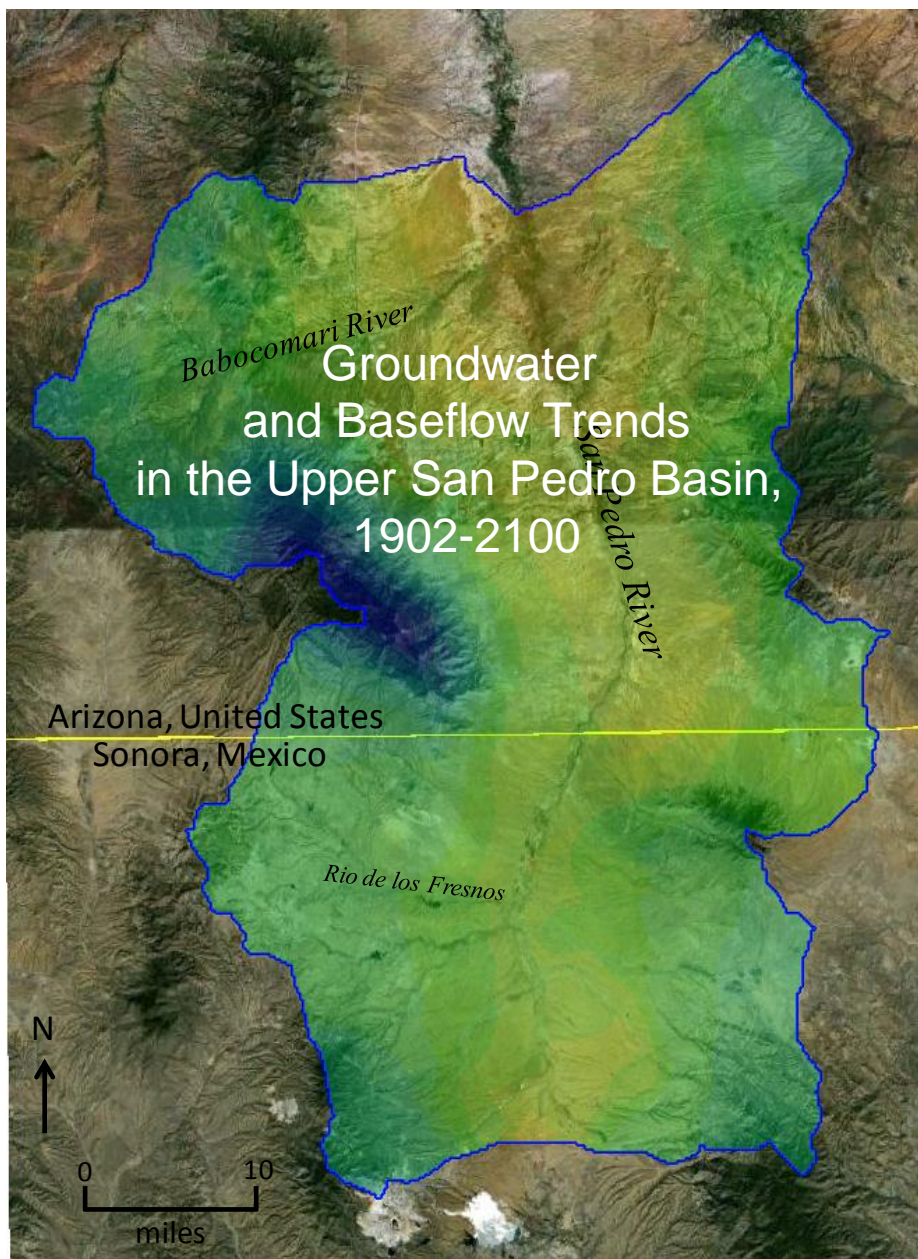 Babocomari River
Groundwater
and Baseflow Trends
in the Upper San Pedro Basin,
1902-2100
San Pedro River
Arizona, United States
Sonora, Mexico
Rio de los Fresnos
N
0 10
miles